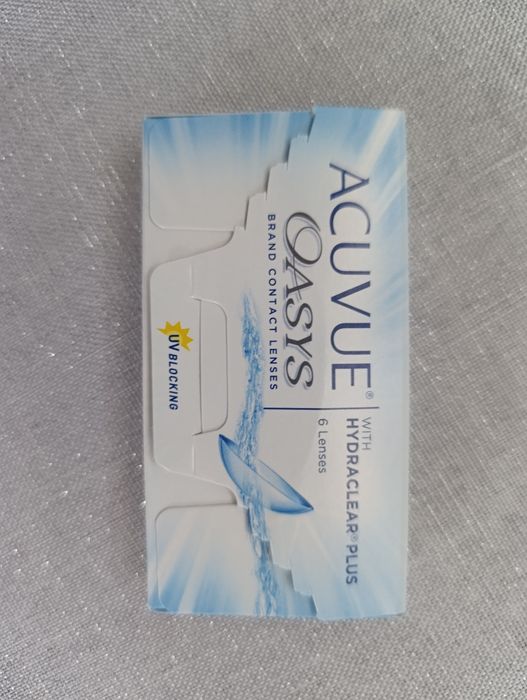 ACUVUE®
OASYS
BRAND CONTACT LENSES
WITH
HYDRACLEAR® PLUS
6 Lenses
UV BLOCKING